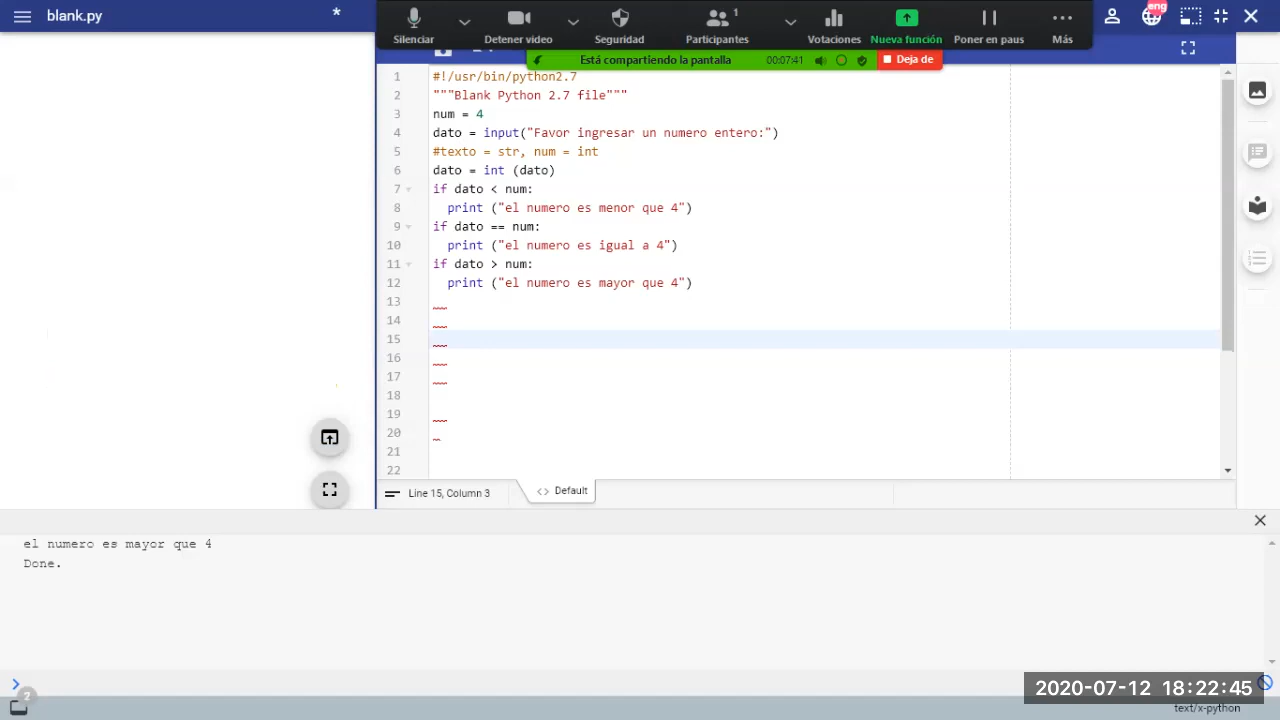 blank.py *
Silenciar
Detener video
Seguridad
Participantes
1
Votaciones
Nueva función
Poner en paus
Más
eng
Está compartiendo la pantalla
00:07:41
Deja de
1 #!/usr/bin/python2.7
2 """Blank Python 2.7 file"""
3 num = 4
4 dato = input("Favor ingresar un numero entero:")
5 #texto = str, num = int
6 dato = int (dato)
7 if dato < num:
8 print ("el numero es menor que 4")
9 if dato == num:
10 print ("el numero es igual a 4")
11 if dato > num:
12 print ("el numero es mayor que 4")
13
14
15
16
17
18
19
20
21
22
Line 15, Column 3
<> Default
el numero es mayor que 4
Done.
2020-07-12 18:22:45
2
text/x-python